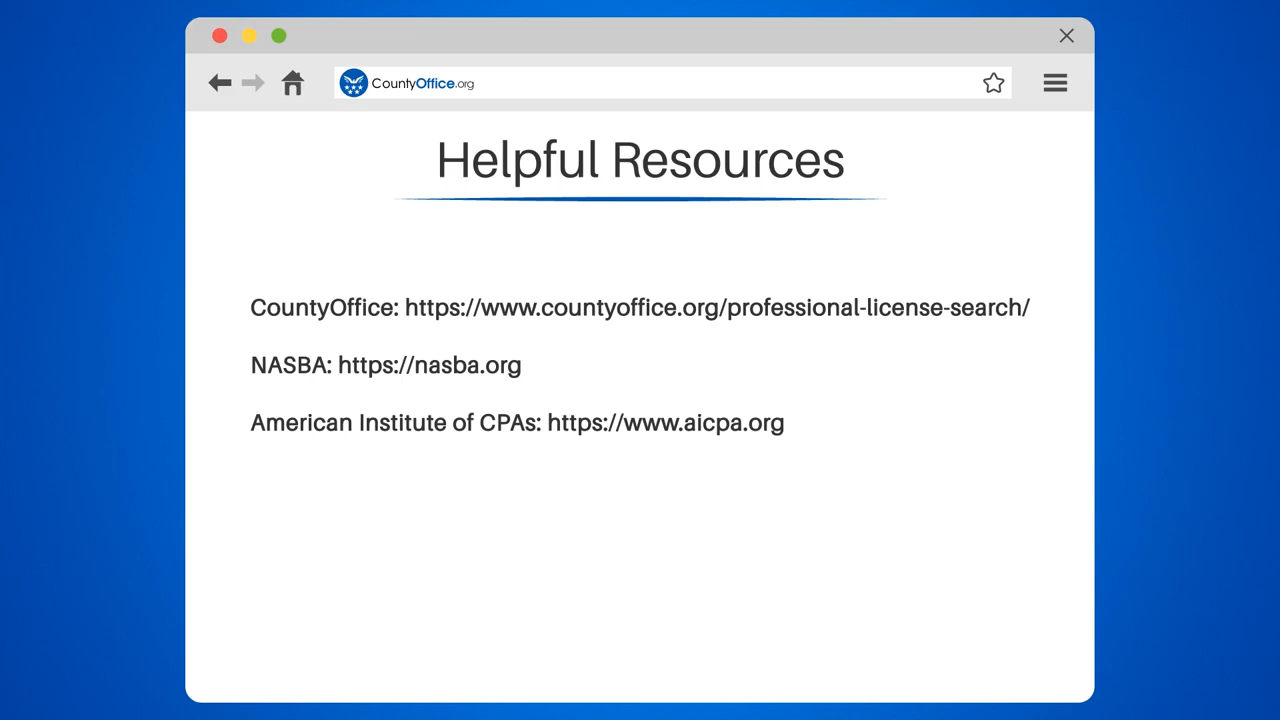 CountyOffice.org
Helpful Resources
CountyOffice: https://www.countyoffice.org/professional-license-search/
NASBA: https://nasba.org
American Institute of CPAs: https://www.aicpa.org